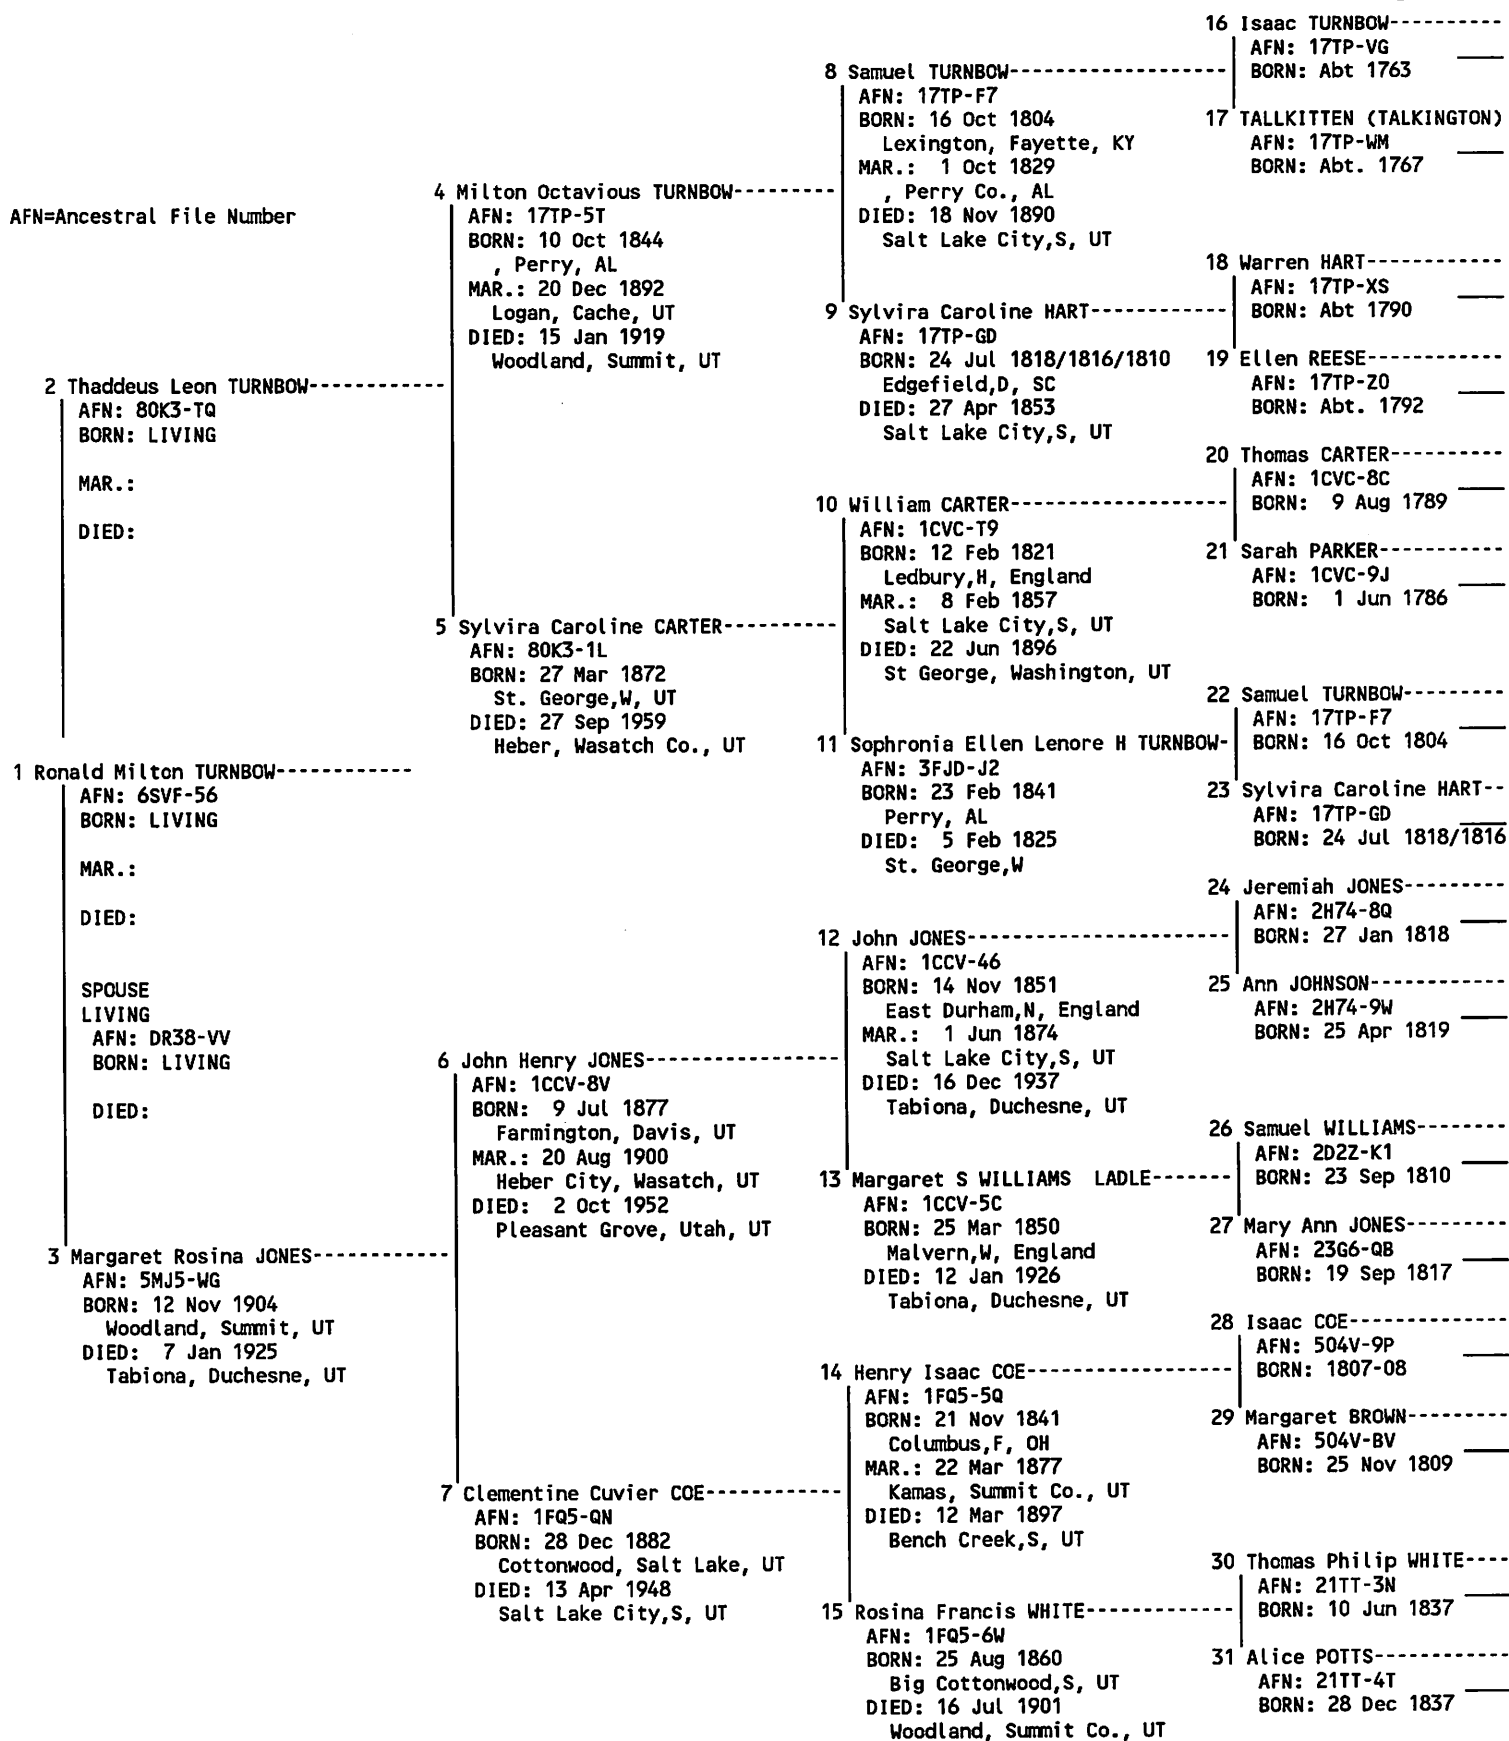 AFN=Ancestral File Number
1 Ronald Milton TURNBOW------------
AFN: 6SVF-56
BORN: LIVING
MAR.:
DIED:
SPOUSE
LIVING
AFN: DR38-VV
BORN: LIVING
DIED:
2 Thaddeus Leon TURNBOW------------
AFN: 80K3-TQ
BORN: LIVING
MAR.:
DIED:
3 Margaret Rosina JONES------------
AFN: 5MJ5-WG
BORN: 12 Nov 1904
Woodland, Summit, UT
DIED:  7 Jan 1925
Tabiona, Duchesne, UT
4 Milton Octavious TURNBOW---------
AFN: 17TP-5T
BORN: 10 Oct 1844
, Perry, AL
MAR.: 20 Dec 1892
Logan, Cache, UT
DIED: 15 Jan 1919
Woodland, Summit, UT
5 Sylvira Caroline CARTER----------
AFN: 80K3-1L
BORN: 27 Mar 1872
St. George,W, UT
DIED: 27 Sep 1959
Heber, Wasatch Co., UT
6 John Henry JONES-----------------
AFN: 1CCV-8V
BORN:  9 Jul 1877
Farmington, Davis, UT
MAR.: 20 Aug 1900
Heber City, Wasatch, UT
DIED:  2 Oct 1952
Pleasant Grove, Utah, UT
7 Clementine Cuvier COE------------
AFN: 1FQ5-QN
BORN: 28 Dec 1882
Cottonwood, Salt Lake, UT
DIED: 13 Apr 1948
Salt Lake City,S, UT
8 Samuel TURNBOW-------------------
AFN: 17TP-F7
BORN: 16 Oct 1804
Lexington, Fayette, KY
MAR.:  1 Oct 1829
, Perry Co., AL
DIED: 18 Nov 1890
Salt Lake City,S, UT
9 Sylvira Caroline HART------------
AFN: 17TP-GD
BORN: 24 Jul 1818/1816/1810
Edgefield,D, SC
DIED: 27 Apr 1853
Salt Lake City,S, UT
10 William CARTER-------------------
AFN: 1CVC-T9
BORN: 12 Feb 1821
Ledbury,H, England
MAR.:  8 Feb 1857
Salt Lake City,S, UT
DIED: 22 Jun 1896
St George, Washington, UT
11 Sophronia Ellen Lenore H TURNBOW-
AFN: 3FJD-J2
BORN: 23 Feb 1841
Perry, AL
DIED:  5 Feb 1825
St. George,W
12 John JONES-----------------------
AFN: 1CCV-46
BORN: 14 Nov 1851
East Durham,N, England
MAR.:  1 Jun 1874
Salt Lake City,S, UT
DIED: 16 Dec 1937
Tabiona, Duchesne, UT
13 Margaret S WILLIAMS  LADLE-------
AFN: 1CCV-5C
BORN: 25 Mar 1850
Malvern,W, England
DIED: 12 Jan 1926
Tabiona, Duchesne, UT
14 Henry Isaac COE------------------
AFN: 1FQ5-5Q
BORN: 21 Nov 1841
Columbus,F, OH
MAR.: 22 Mar 1877
Kamas, Summit Co., UT
DIED: 12 Mar 1897
Bench Creek,S, UT
15 Rosina Francis WHITE-------------
AFN: 1FQ5-6W
BORN: 25 Aug 1860
Big Cottonwood,S, UT
DIED: 16 Jul 1901
Woodland, Summit Co., UT
16 Isaac TURNBOW----------
AFN: 17TP-VG
BORN: Abt 1763
17 TALLKITTEN (TALKINGTON)
AFN: 17TP-WM
BORN: Abt. 1767
18 Warren HART------------
AFN: 17TP-XS
BORN: Abt 1790
19 Ellen REESE------------
AFN: 17TP-Z0
BORN: Abt. 1792
20 Thomas CARTER----------
AFN: 1CVC-8C
BORN:  9 Aug 1789
21 Sarah PARKER-----------
AFN: 1CVC-9J
BORN:  1 Jun 1786
22 Samuel TURNBOW---------
AFN: 17TP-F7
BORN: 16 Oct 1804
23 Sylvira Caroline HART--
AFN: 17TP-GD
BORN: 24 Jul 1818/1816
24 Jeremiah JONES---------
AFN: 2H74-8Q
BORN: 27 Jan 1818
25 Ann JOHNSON------------
AFN: 2H74-9W
BORN: 25 Apr 1819
26 Samuel WILLIAMS--------
AFN: 2D2Z-K1
BORN: 23 Sep 1810
27 Mary Ann JONES---------
AFN: 23G6-QB
BORN: 19 Sep 1817
28 Isaac COE--------------
AFN: 504V-9P
BORN: 1807-08
29 Margaret BROWN---------
AFN: 504V-BV
BORN: 25 Nov 1809
30 Thomas Philip WHITE----
AFN: 21TT-3N
BORN: 10 Jun 1837
31 Alice POTTS------------
AFN: 21TT-4T
BORN: 28 Dec 1837